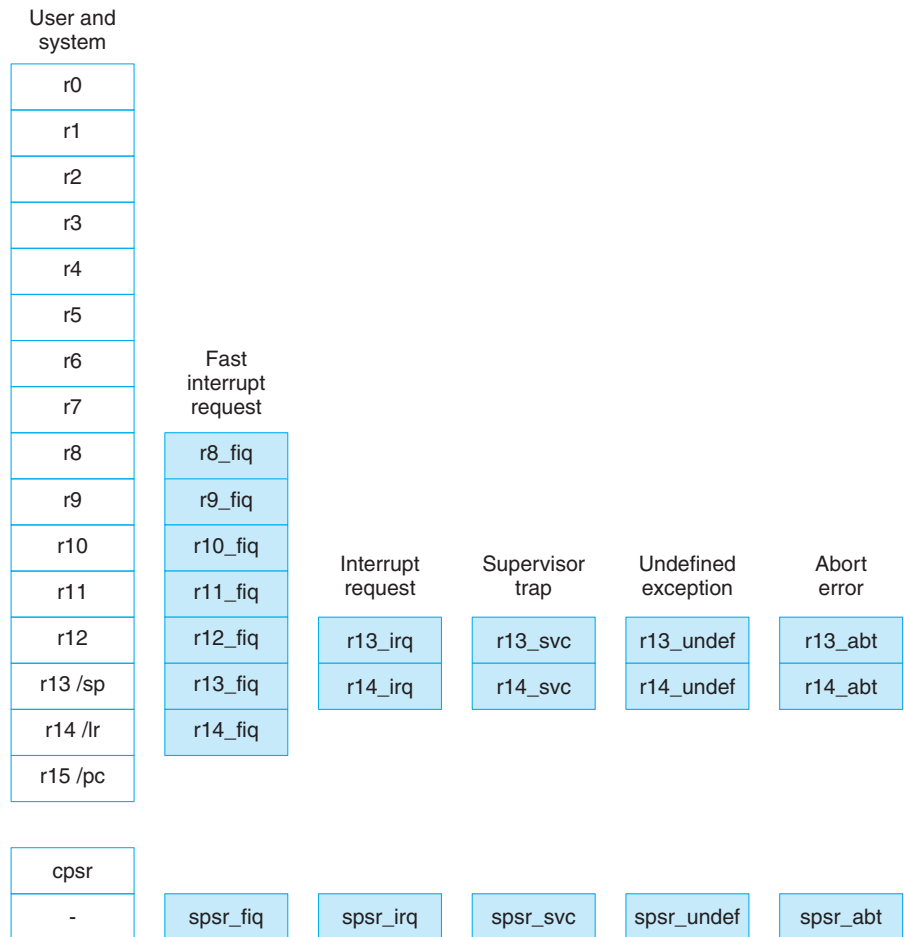 User and
system
r0
r1
r2
r3
r4
r5
r6
r7
r8
r9
r10
r11
r12
r13 /sp
r14 /lr
r15 /pc
cpsr
-
Fast
interrupt
request
r8_fiq
r9_fiq
r10_fiq
r11_fiq
r12_fiq
r13_fiq
r14_fiq
spsr_fiq
Interrupt
request
r13_irq
r14_irq
spsr_irq
Supervisor
trap
r13_svc
r14_svc
spsr_svc
Undefined
exception
r13_undef
r14_undef
spsr_undef
Abort
error
r13_abt
r14_abt
spsr_abt